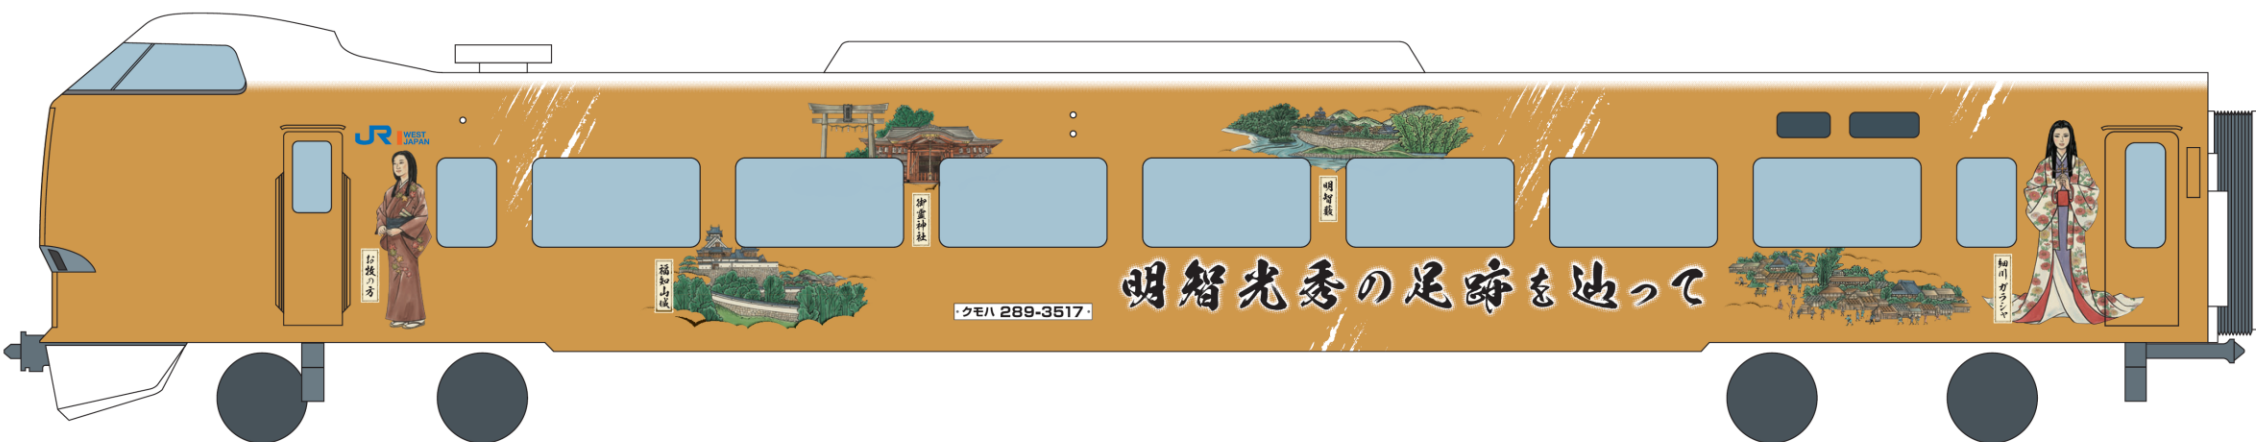 JR WEST
JAPAN
お槙の方
福知山城
御霊神社
・クモハ 289-3517・
明智藪
明智光秀の足跡を辿って
細川ガラシャ